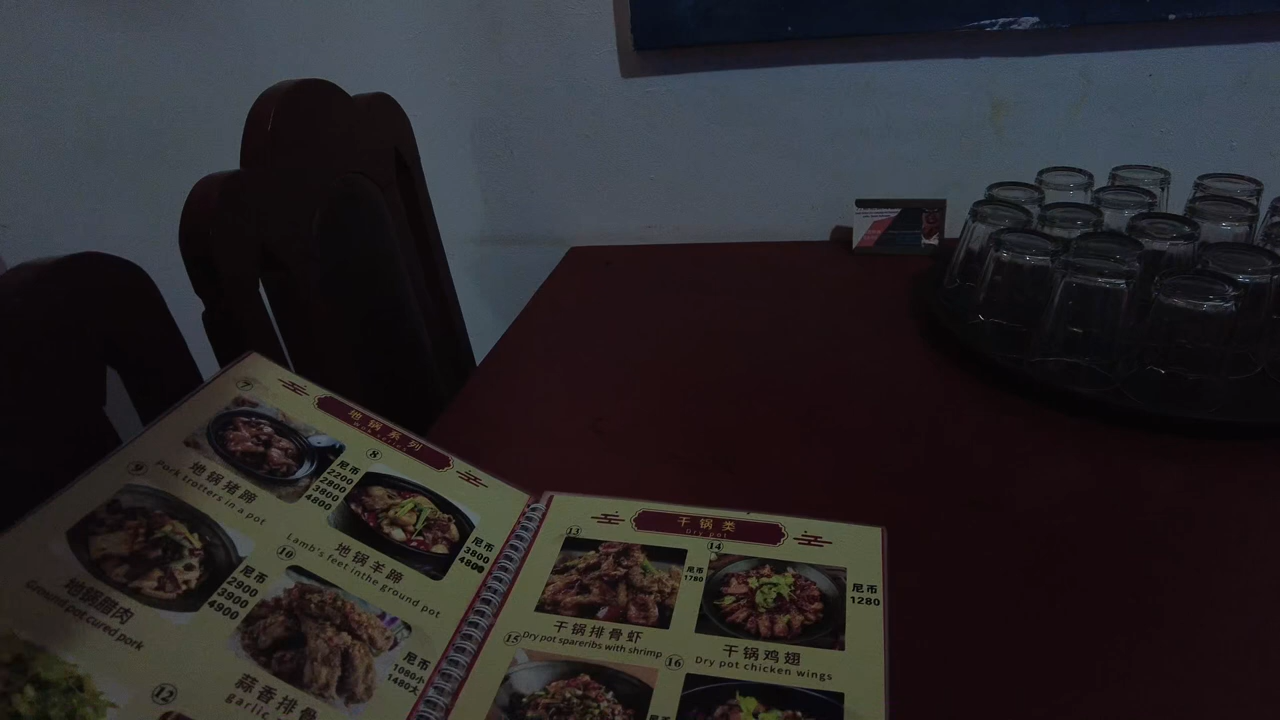 地锅系列
7
地锅猪蹄
Pork trotters in a pot
尼币
2200
2800
3800
4800
8
地锅羊蹄
Lamb's feet inthe ground pot
尼币
3800
4800
9
地锅腊肉
Ground pot cured pork
尼币
2900
3900
4900
10
蒜香排骨
garlic
尼币
1080小
1480大
12
干锅类
Dry pot
13
干锅排骨虾
Dry pot spareribs with shrimp
尼币
1780
14
干锅鸡翅
Dry pot chicken wings
尼币
1280
15
16